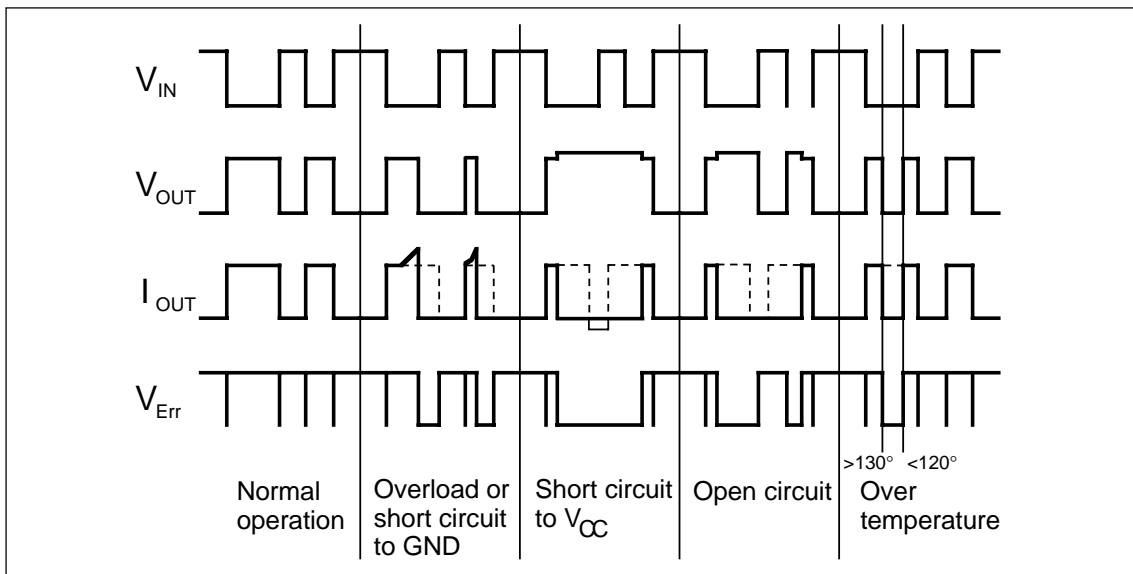 V_IN
V_OUT
I_OUT
V_Err
>130° <120°
Normal
operation
Overload or
short circuit
to GND
Short circuit
to V_CC
Open circuit
Over
temperature